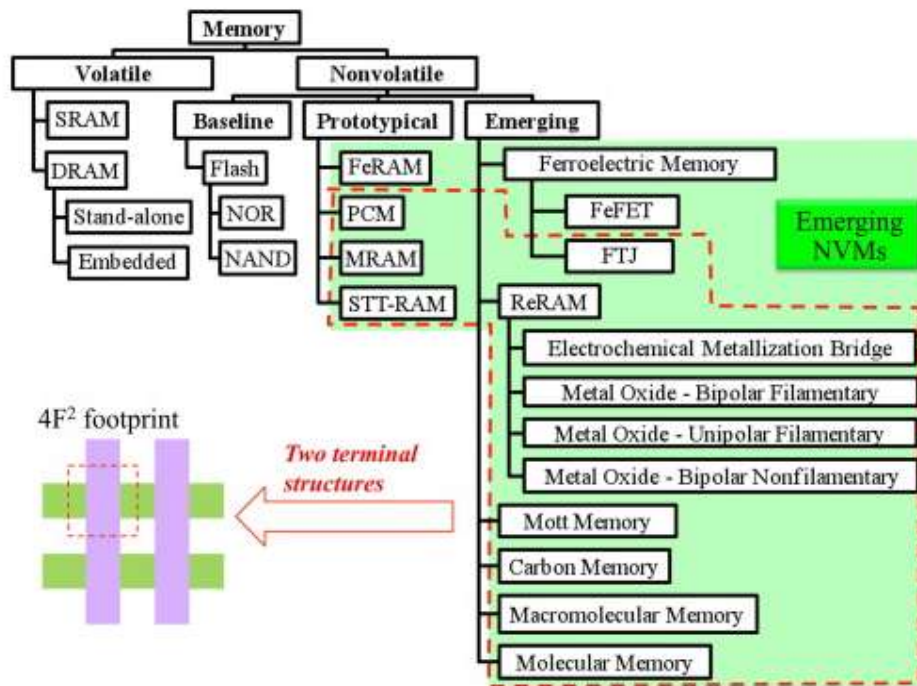 Memory
Volatile
Nonvolatile
SRAM
DRAM
Stand-alone
Embedded
Baseline
Flash
NOR
NAND
Prototypical
FeRAM
PCM
MRAM
STT-RAM
Emerging
Ferroelectric Memory
FeFET
FTJ
ReRAM
Electrochemical Metallization Bridge
Metal Oxide - Bipolar Filamentary
Metal Oxide - Unipolar Filamentary
Metal Oxide - Bipolar Nonfilamentary
Mott Memory
Carbon Memory
Macromolecular Memory
Molecular Memory
Emerging
NVMs
4F² footprint
Two terminal
structures